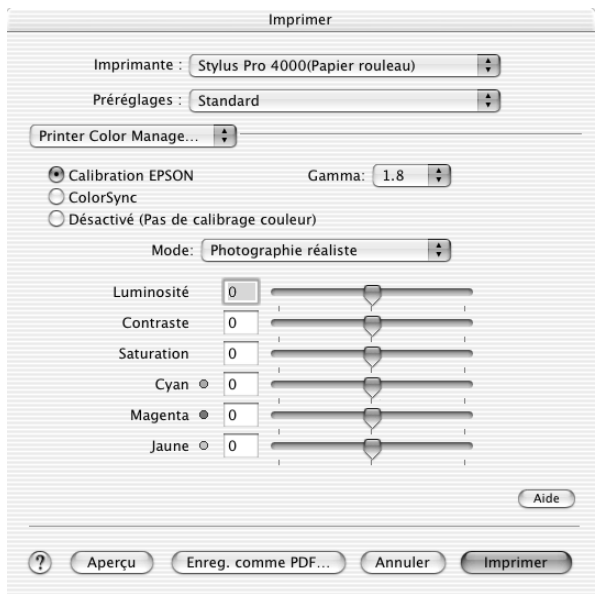 Imprimer
Imprimante : Stylus Pro 4000(Papier rouleau)
Préréglages : Standard
Printer Color Manage...
Calibration EPSON Gamma: 1.8
ColorSync
Désactivé (Pas de calibrage couleur)
Mode: Photographie réaliste
Luminosité 0
Contraste 0
Saturation 0
Cyan 0
Magenta 0
Jaune 0
Aide
? Aperçu Enreg. comme PDF... Annuler Imprimer